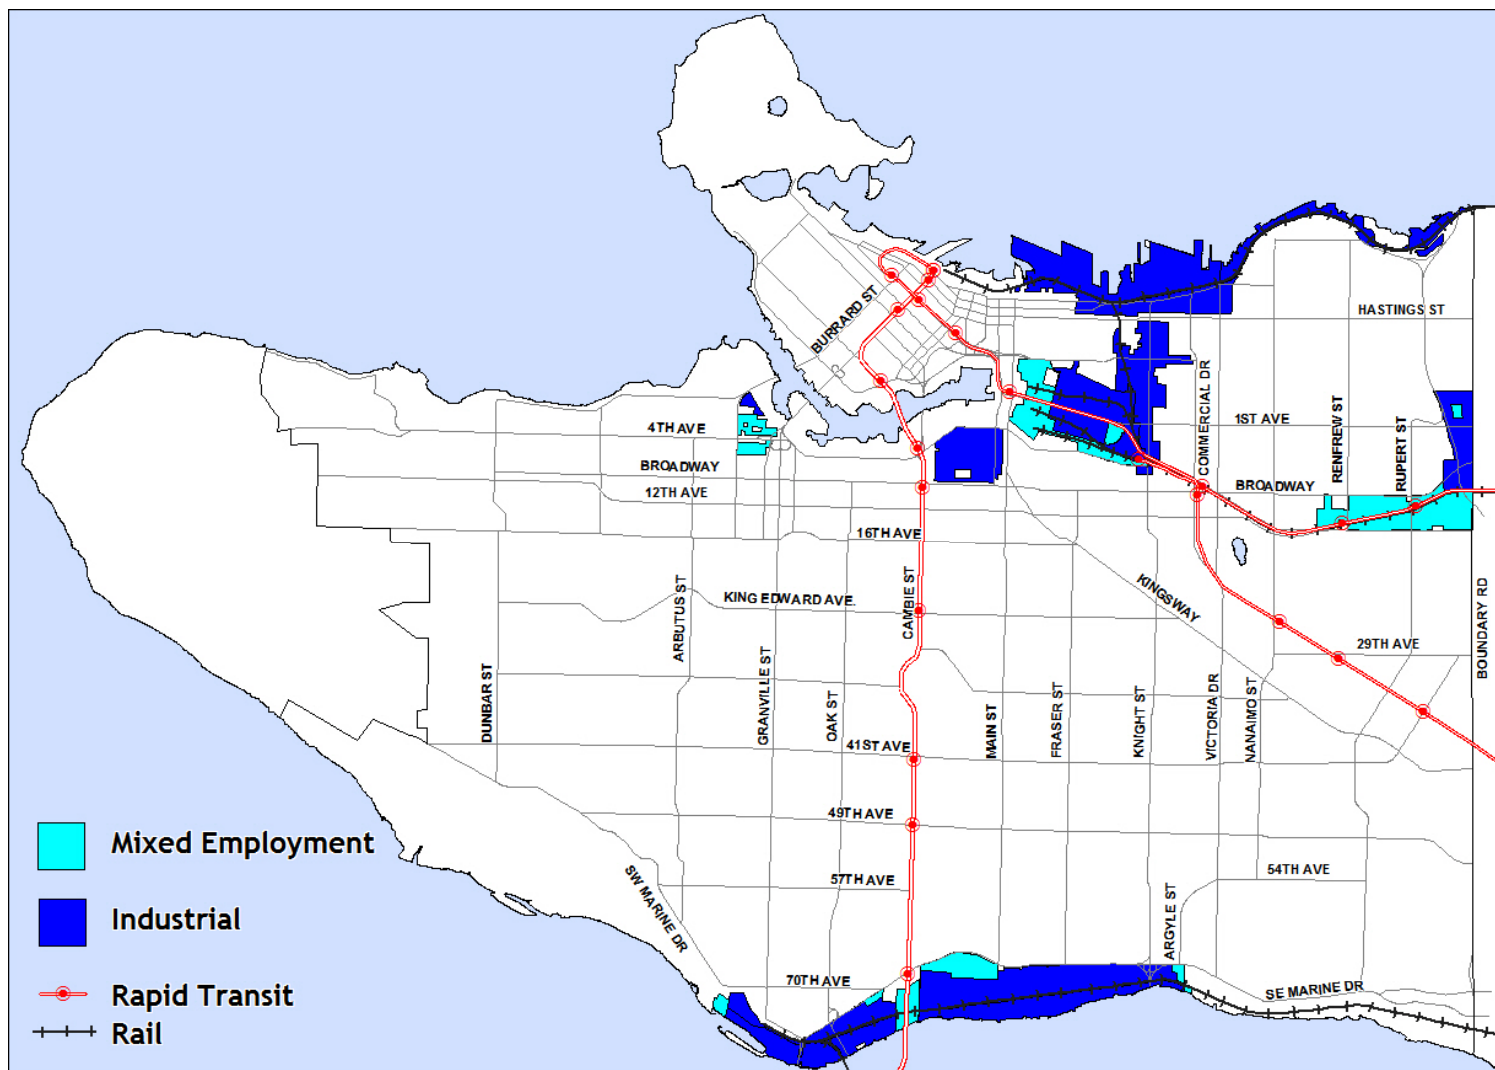 BURRARD ST
HASTINGS ST
COMMERCIAL DR
1ST AVE
RENFREW ST
RUPERT ST
4TH AVE
BROADWAY
12TH AVE
BROADWAY
16TH AVE
KING EDWARD AVE.
CAMBIE ST
KINGSWAY
ARBUTUS ST
BOUNDARY RD
29TH AVE
DUNBAR ST
GRANVILLE ST
OAK ST
MAIN ST
FRASER ST
KNIGHT ST
VICTORIA DR
NANAIMO ST
41ST AVE
49TH AVE
57TH AVE
54TH AVE
SW MARINE DR
ARGYLE ST
70TH AVE
SE MARINE DR
Mixed Employment
Industrial
Rapid Transit
Rail